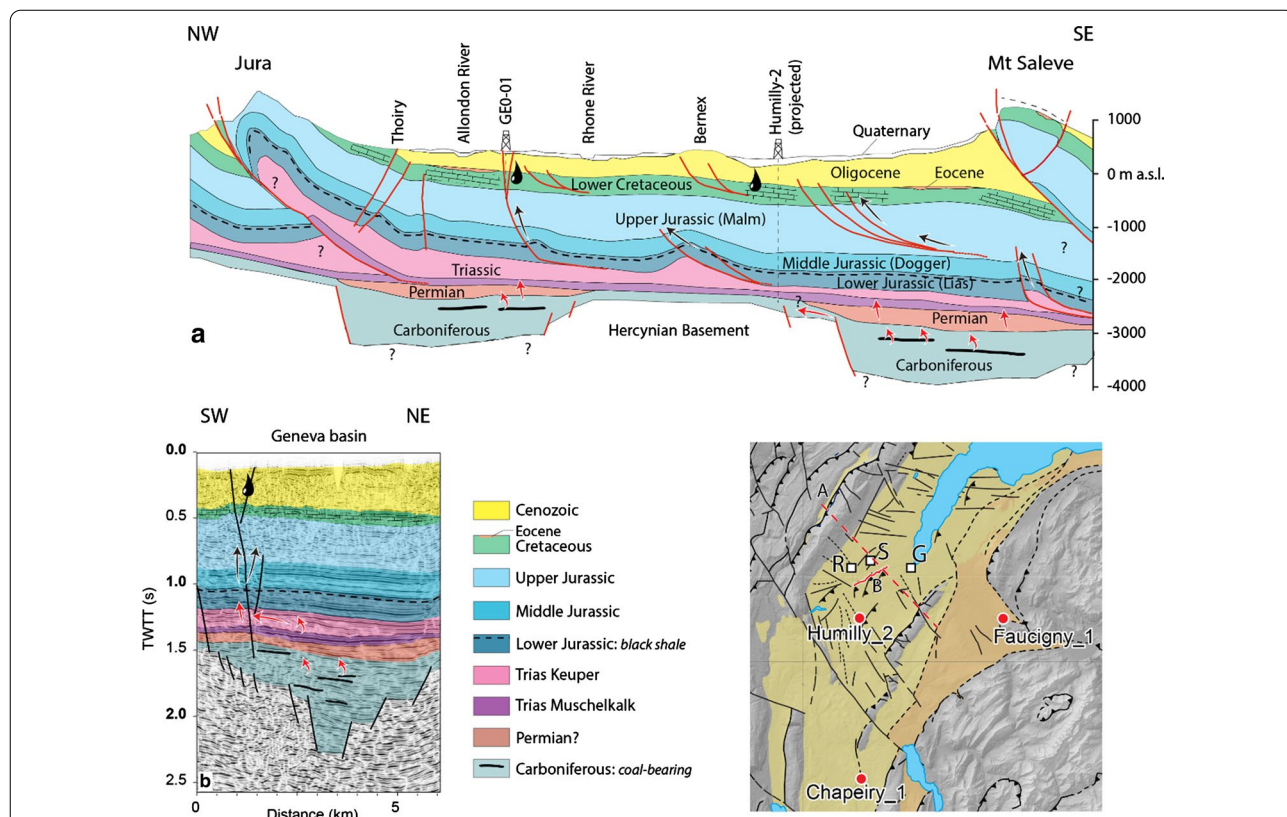 NW
SE
Jura
Thoiry
Allondon River
GE0-01
Rhone River
Bernex
Humilly-2
(projected)
Quaternary
Mt Saleve
1000
0 m a.s.l.
-1000
-2000
-3000
-4000
Lower Cretaceous
Oligocene
Eocene
Upper Jurassic (Malm)
Middle Jurassic (Dogger)
Lower Jurassic (Lias)
Triassic
Permian
Carboniferous
Hercynian Basement
Permian
Carboniferous
?
?
?
?
?
?
?
?
?
?
a
SW
NE
Geneva basin
0.0
0.5
1.0
1.5
2.0
2.5
TWTT (s)
b
0
5
Distance (km)
Cenozoic
Eocene
Cretaceous
Upper Jurassic
Middle Jurassic
Lower Jurassic: black shale
Trias Keuper
Trias Muschelkalk
Permian?
Carboniferous: coal-bearing
A
S
R
G
B
Humilly_2
Faucigny_1
Chapeiry_1